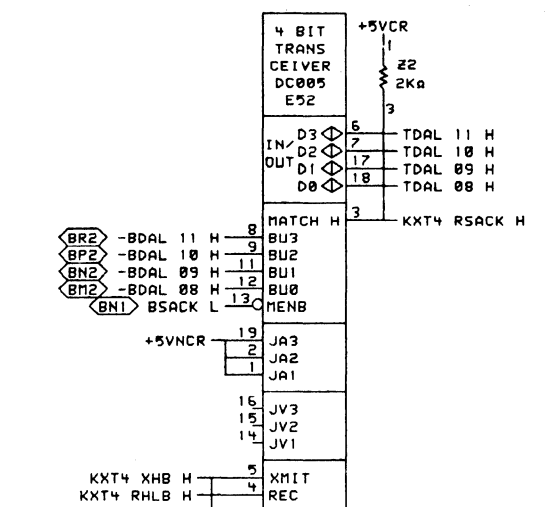 4 BIT +5VCR
TRANS 1
CEIVER Z2
DC005 2KΩ
E52 3
D3 6 TDAL 11 H
IN/ D2 7 TDAL 10 H
OUT D1 17 TDAL 09 H
D0 18 TDAL 08 H
MATCH H 3 KXT4 RSACK H
BR2 -BDAL 11 H 8 BU3
BP2 -BDAL 10 H 9 BU2
BN2 -BDAL 09 H 11 BU1
BM2 -BDAL 08 H 12 BU0
BN1 BSACK L 13 MENB
+5VNCR 19 JA3
2 JA2
1 JA1
16 JV3
15 JV2
14 JV1
KXT4 XHB H 5 XMIT
KXT4 RHLB H 4 REC